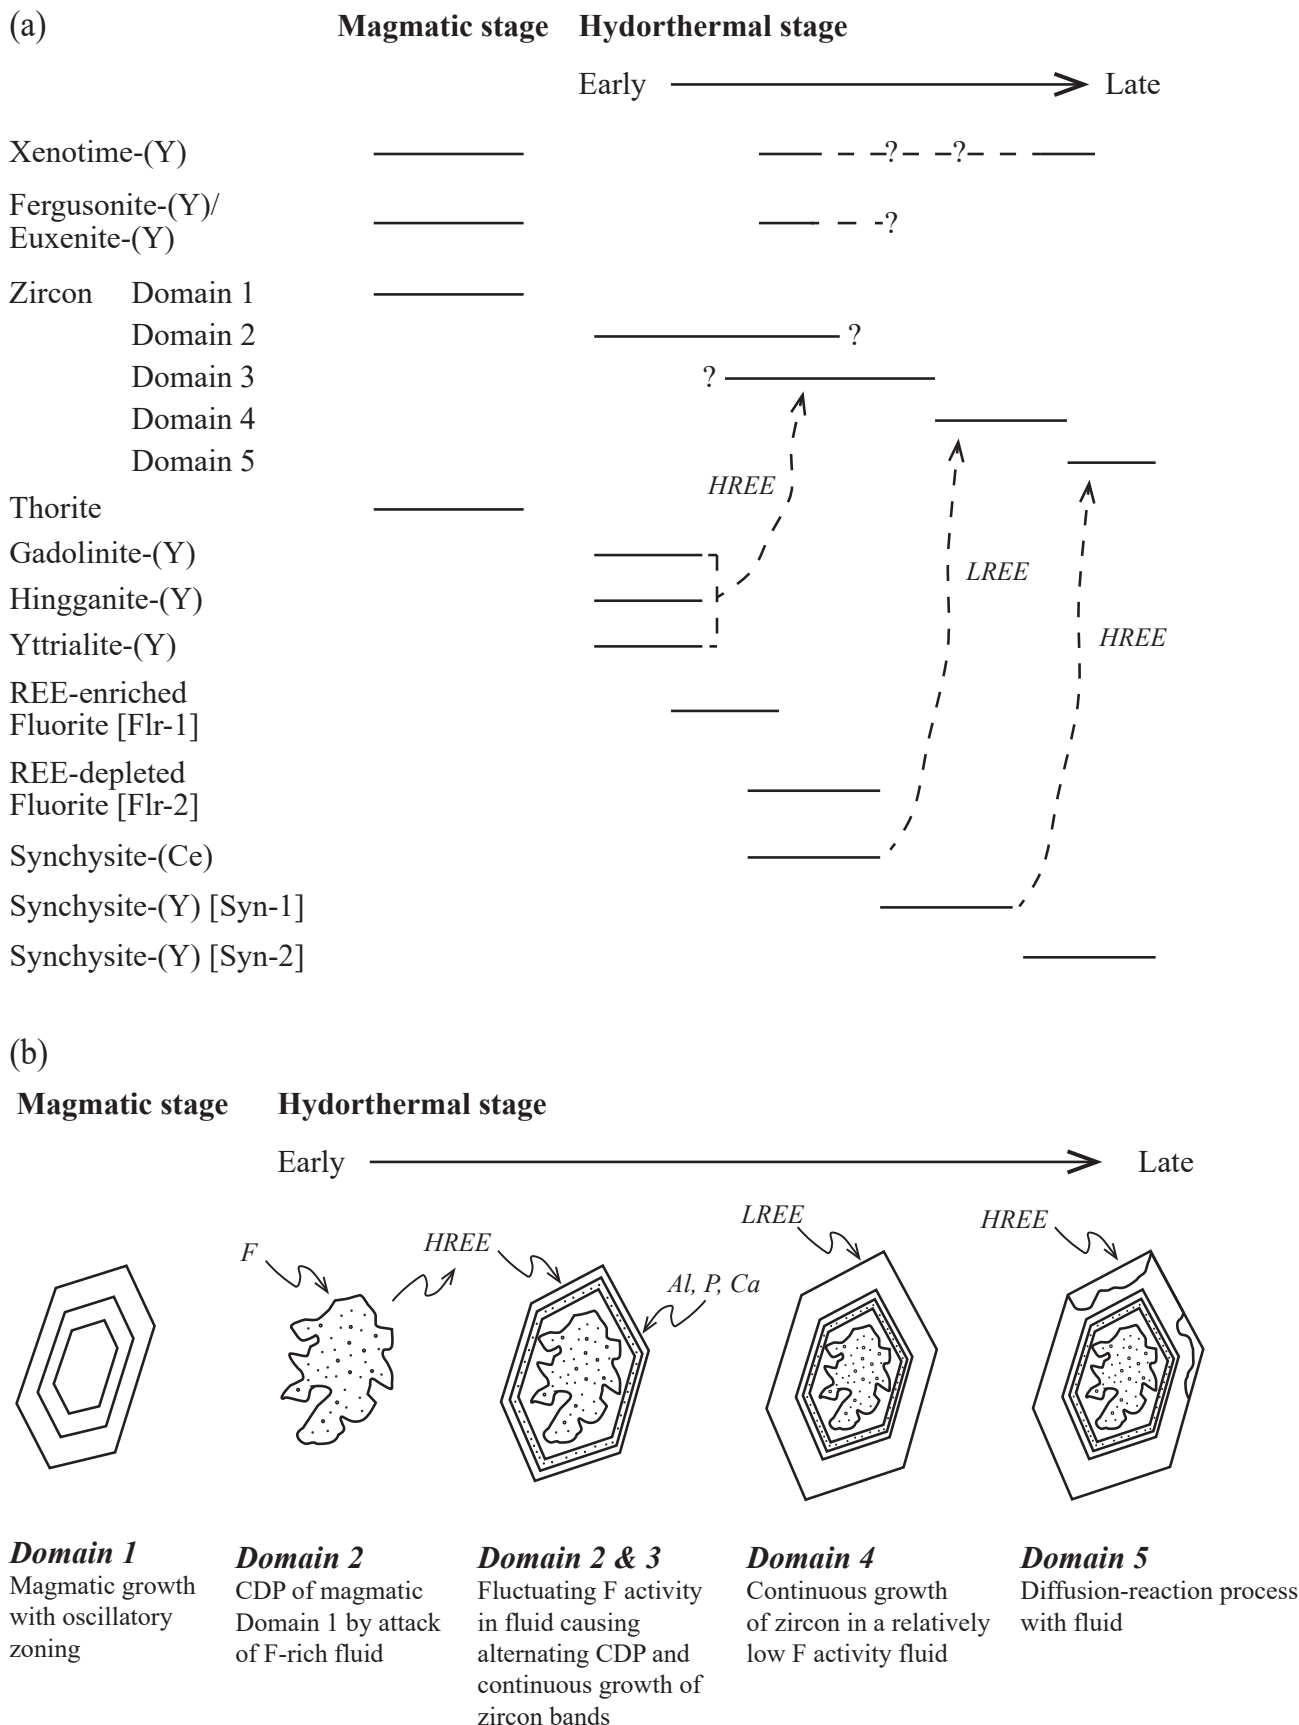 (a)
Magmatic stage Hydorthermal stage
Early Late
Xenotime-(Y) ? ?
Fergusonite-(Y)/
Euxenite-(Y) ?
Zircon Domain 1
Domain 2 ?
Domain 3 ?
Domain 4
Domain 5
HREE
Thorite
Gadolinite-(Y)
LREE
Hingganite-(Y)
Yttrialite-(Y) HREE
REE-enriched
Fluorite [Flr-1]
REE-depleted
Fluorite [Flr-2]
Synchysite-(Ce)
Synchysite-(Y) [Syn-1]
Synchysite-(Y) [Syn-2]
(b)
Magmatic stage Hydorthermal stage
Early Late
F HREE Al, P, Ca LREE HREE
Domain 1
Magmatic growth
with oscillatory
zoning
Domain 2
CDP of magmatic
Domain 1 by attack
of F-rich fluid
Domain 2 & 3
Fluctuating F activity
in fluid causing
alternating CDP and
continuous growth of
zircon bands
Domain 4
Continuous growth
of zircon in a relatively
low F activity fluid
Domain 5
Diffusion-reaction process
with fluid